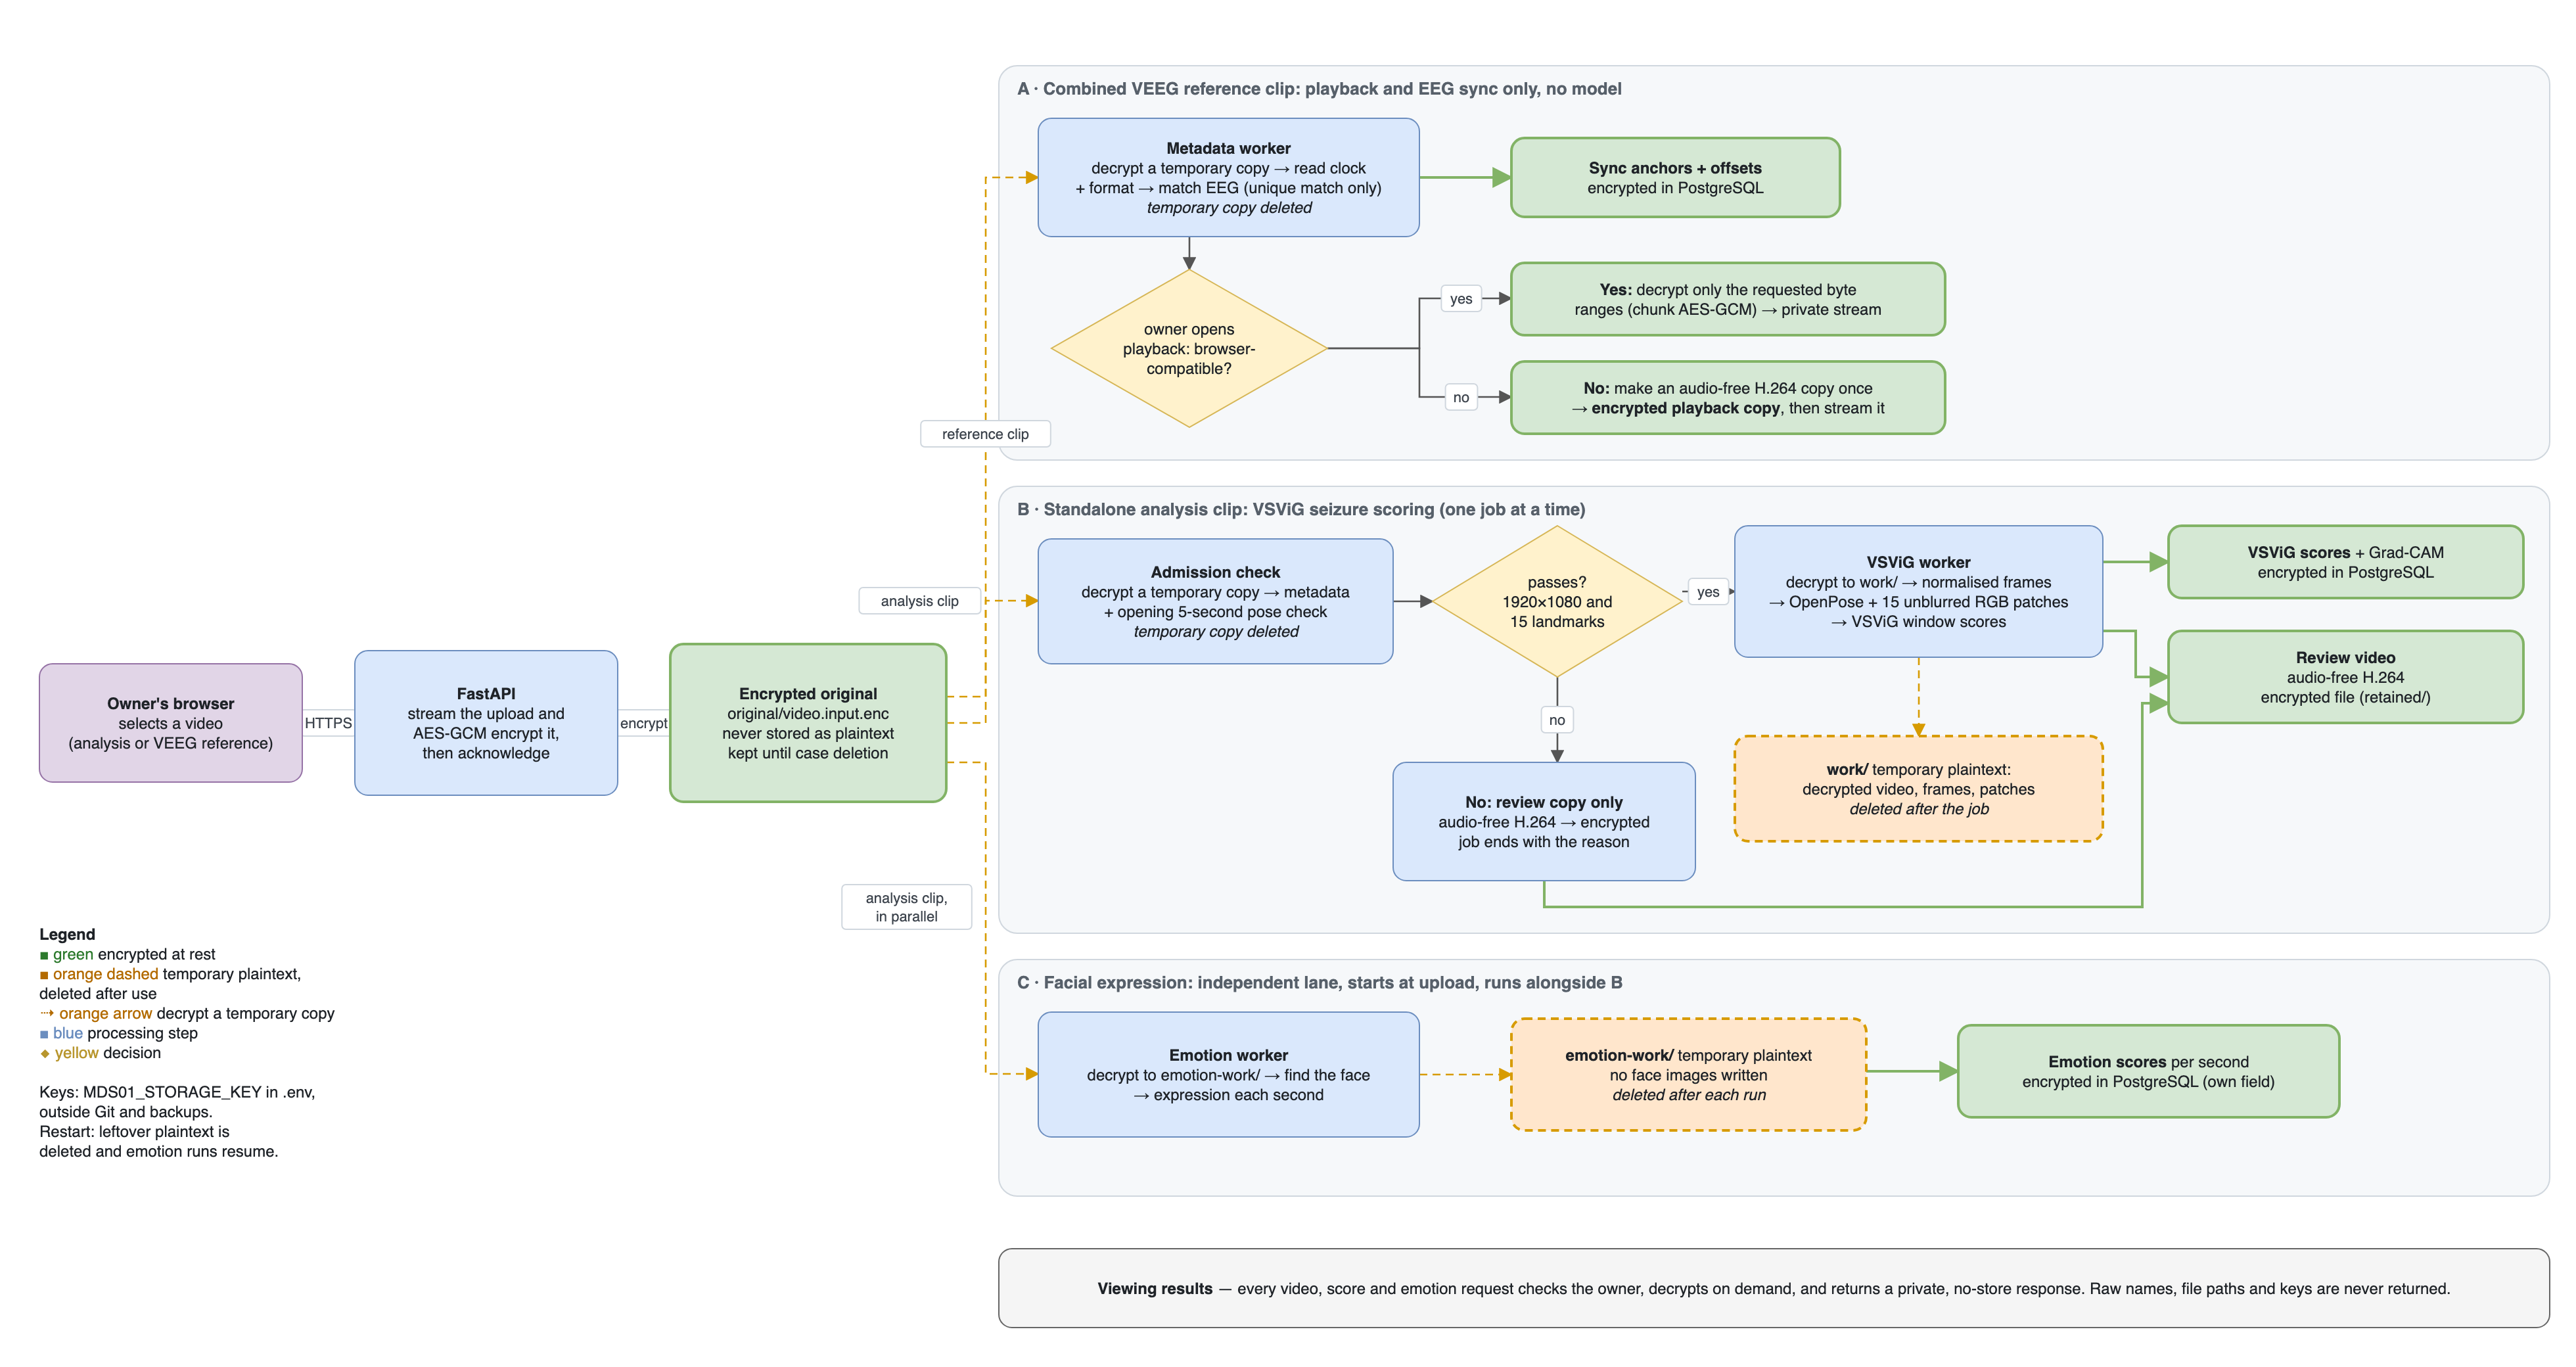 A · Combined VEEG reference clip: playback and EEG sync only, no model
Metadata worker
decrypt a temporary copy → read clock
+ format → match EEG (unique match only)
temporary copy deleted
Sync anchors + offsets
encrypted in PostgreSQL
owner opens
playback: browser-
compatible?
yes
Yes: decrypt only the requested byte
ranges (chunk AES-GCM) → private stream
no
No: make an audio-free H.264 copy once
→ encrypted playback copy, then stream it
reference clip
B · Standalone analysis clip: VSViG seizure scoring (one job at a time)
analysis clip
Admission check
decrypt a temporary copy → metadata
+ opening 5-second pose check
temporary copy deleted
passes?
1920×1080 and
15 landmarks
yes
VSViG worker
decrypt to work/ → normalised frames
→ OpenPose + 15 unblurred RGB patches
→ VSViG window scores
VSViG scores + Grad-CAM
encrypted in PostgreSQL
Review video
audio-free H.264
encrypted file (retained/)
no
No: review copy only
audio-free H.264 → encrypted
job ends with the reason
work/ temporary plaintext:
decrypted video, frames, patches
deleted after the job
Owner's browser
selects a video
(analysis or VEEG reference)
HTTPS
FastAPI
stream the upload and
AES-GCM encrypt it,
then acknowledge
encrypt
Encrypted original
original/video.input.enc
never stored as plaintext
kept until case deletion
analysis clip,
in parallel
Legend
■ green encrypted at rest
■ orange dashed temporary plaintext,
deleted after use
⇢ orange arrow decrypt a temporary copy
■ blue processing step
◆ yellow decision
Keys: MDS01_STORAGE_KEY in .env,
outside Git and backups.
Restart: leftover plaintext is
deleted and emotion runs resume.
C · Facial expression: independent lane, starts at upload, runs alongside B
Emotion worker
decrypt to emotion-work/ → find the face
→ expression each second
emotion-work/ temporary plaintext
no face images written
deleted after each run
Emotion scores per second
encrypted in PostgreSQL (own field)
Viewing results — every video, score and emotion request checks the owner, decrypts on demand, and returns a private, no-store response. Raw names, file paths and keys are never returned.